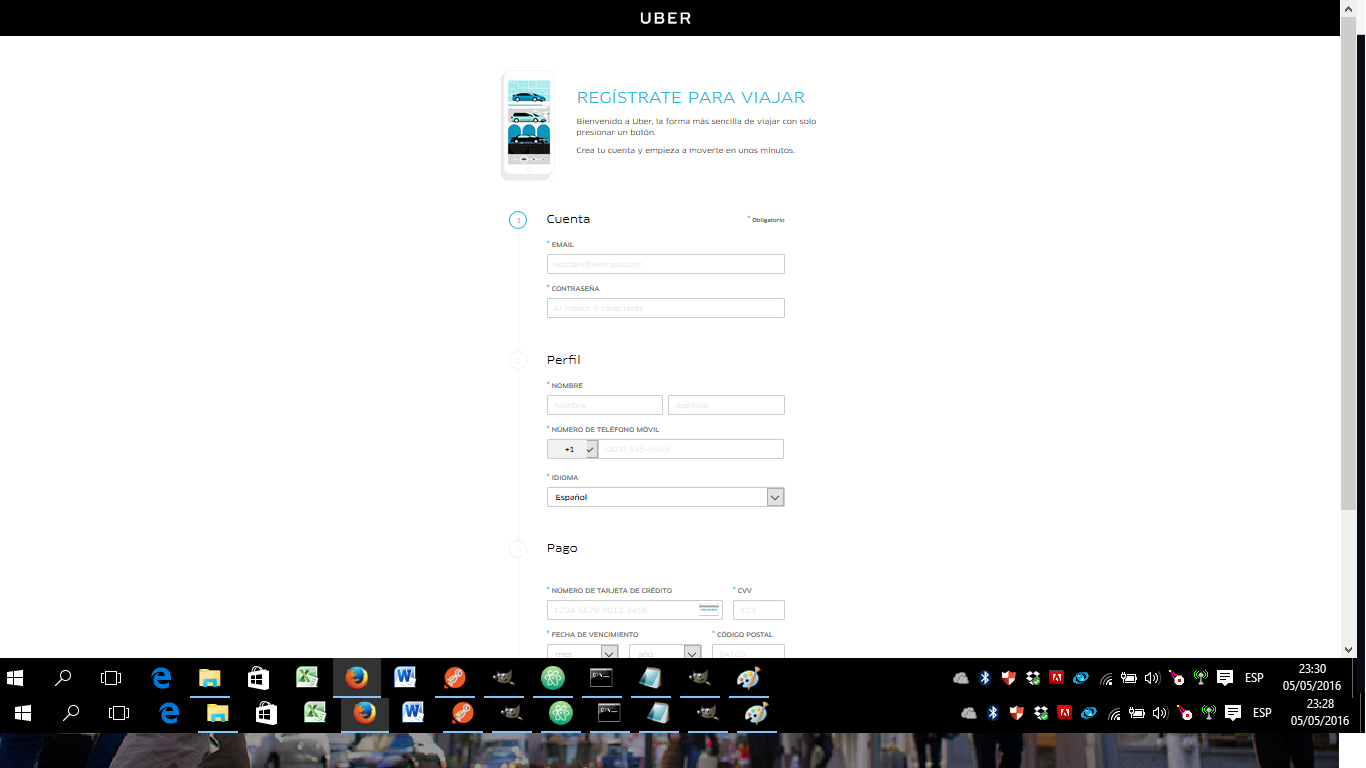 UBER
REGÍSTRATE PARA VIAJAR
Bienvenido a Uber, la forma más sencilla de viajar con solo
presionar un botón.
Crea tu cuenta y empieza a moverte en unos minutos.
1 Cuenta * Obligatorio
* EMAIL
nombre@ejemplo.com
* CONTRASEÑA
Al menos 5 caracteres
2 Perfil
* NOMBRE
Nombre Apellido
* NÚMERO DE TELÉFONO MÓVIL
+1 (201) 555-5555
* IDIOMA
Español
3 Pago
* NÚMERO DE TARJETA DE CRÉDITO * CVV
1234 5678 9012 3456 123
* FECHA DE VENCIMIENTO * CÓDIGO POSTAL
mes año 94103
ESP 23:30
05/05/2016
ESP 23:28
05/05/2016